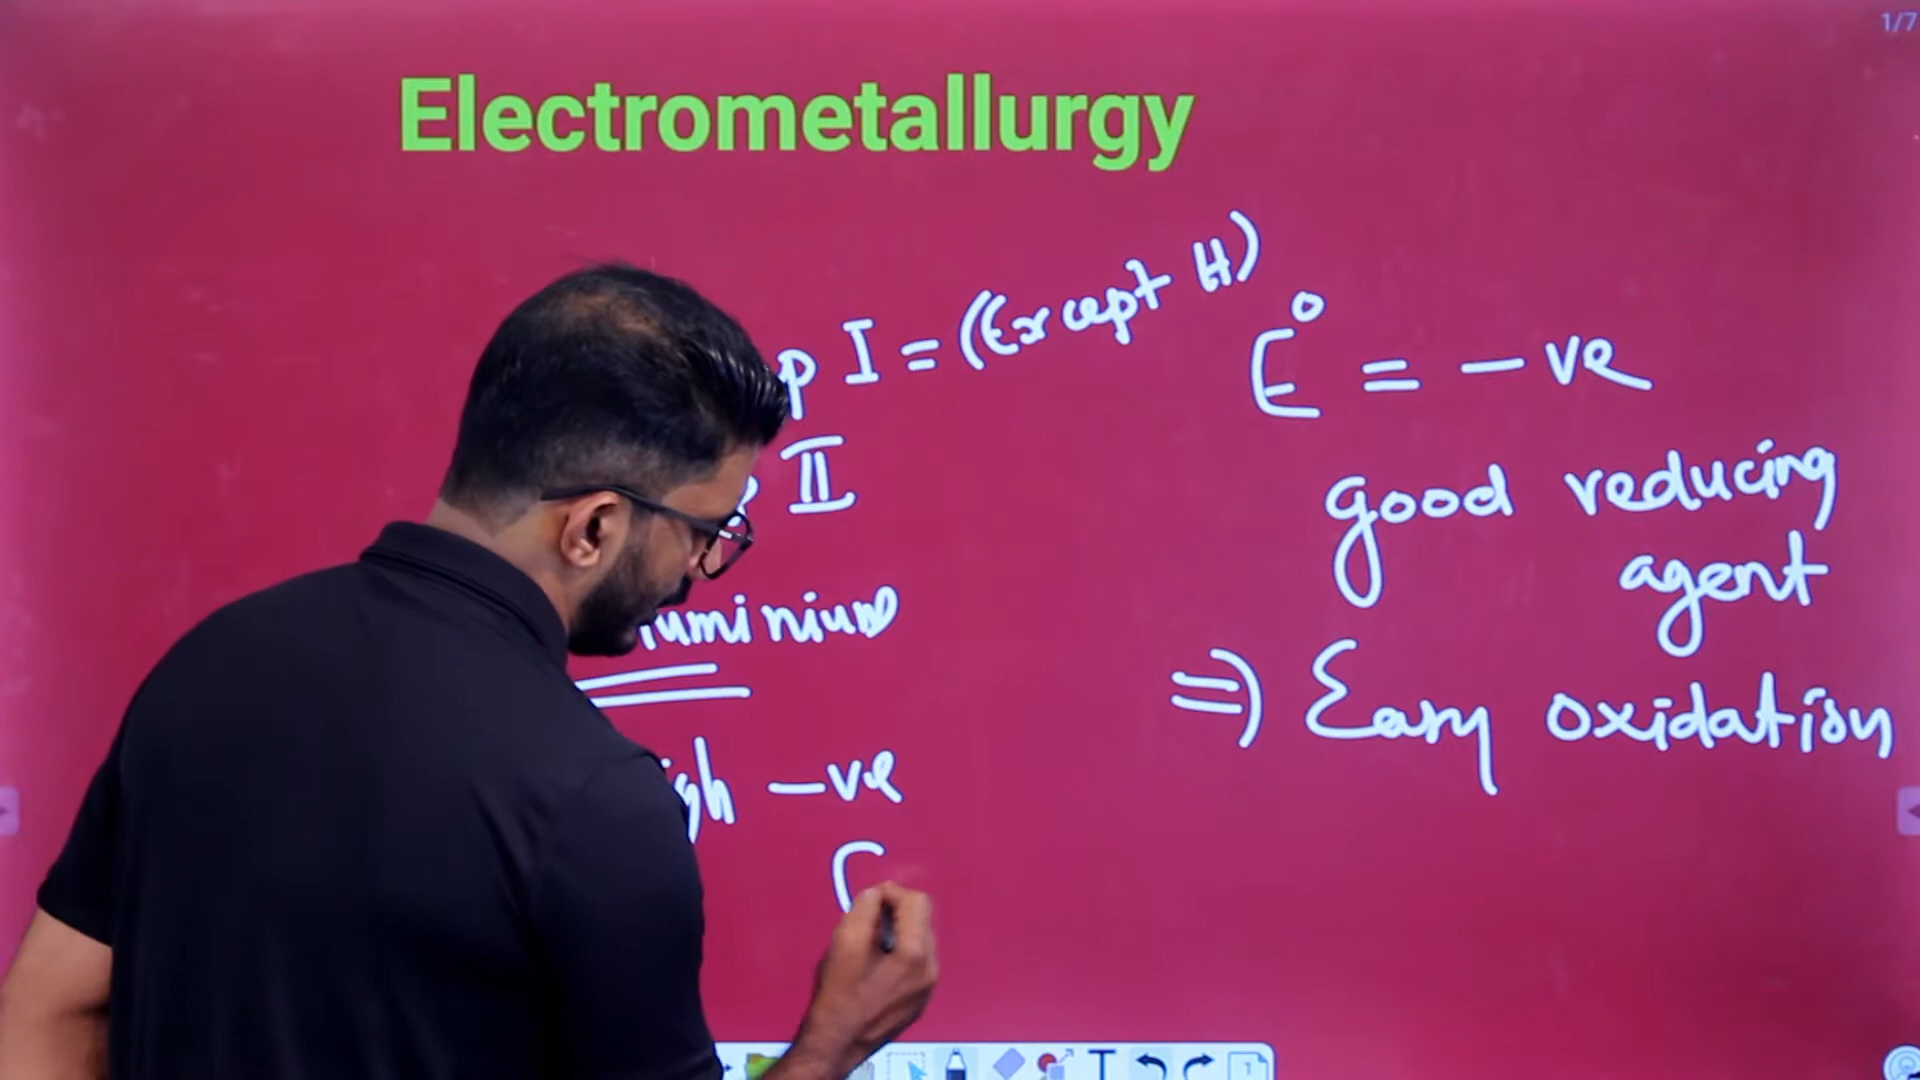 1/7
Electrometallurgy
p I = (Except H)
E° = -ve
II
good reducing
agent
luminium
⇒ Easy oxidation
igh -ve